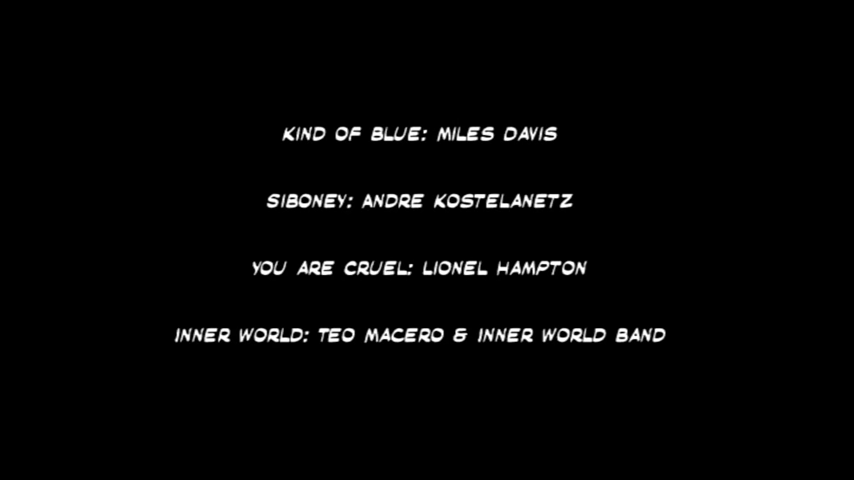 KIND OF BLUE: MILES DAVIS
SIBONEY: ANDRE KOSTELANETZ
YOU ARE CRUEL: LIONEL HAMPTON
INNER WORLD: TEO MACERO & INNER WORLD BAND